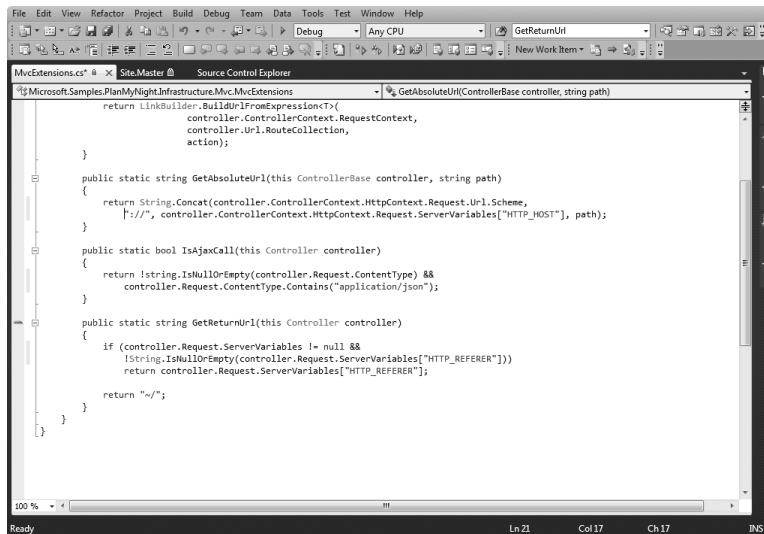 File Edit View Refactor Project Build Debug Team Data Tools Test Window Help
Debug Any CPU GetReturnUrl
New Work Item
MvcExtensions.cs* Site.Master Source Control Explorer
Microsoft.Samples.PlanMyNight.Infrastructure.Mvc.MvcExtensions GetAbsoluteUrl(ControllerBase controller, string path)
return LinkBuilder.BuildUrlFromExpression<T>(
controller.ControllerContext.RequestContext,
controller.Url.RouteCollection,
action);
}
public static string GetAbsoluteUrl(this ControllerBase controller, string path)
{
return String.Concat(controller.ControllerContext.HttpContext.Request.Url.Scheme,
"://", controller.ControllerContext.HttpContext.Request.ServerVariables["HTTP_HOST"], path);
}
public static bool IsAjaxCall(this Controller controller)
{
return !string.IsNullOrEmpty(controller.Request.ContentType) &&
controller.Request.ContentType.Contains("application/json");
}
public static string GetReturnUrl(this Controller controller)
{
if (controller.Request.ServerVariables != null &&
!String.IsNullOrEmpty(controller.Request.ServerVariables["HTTP_REFERER"]))
return controller.Request.ServerVariables["HTTP_REFERER"];
return "~/";
}
}
}
100 %
Ready Ln 21 Col 17 Ch 17 INS